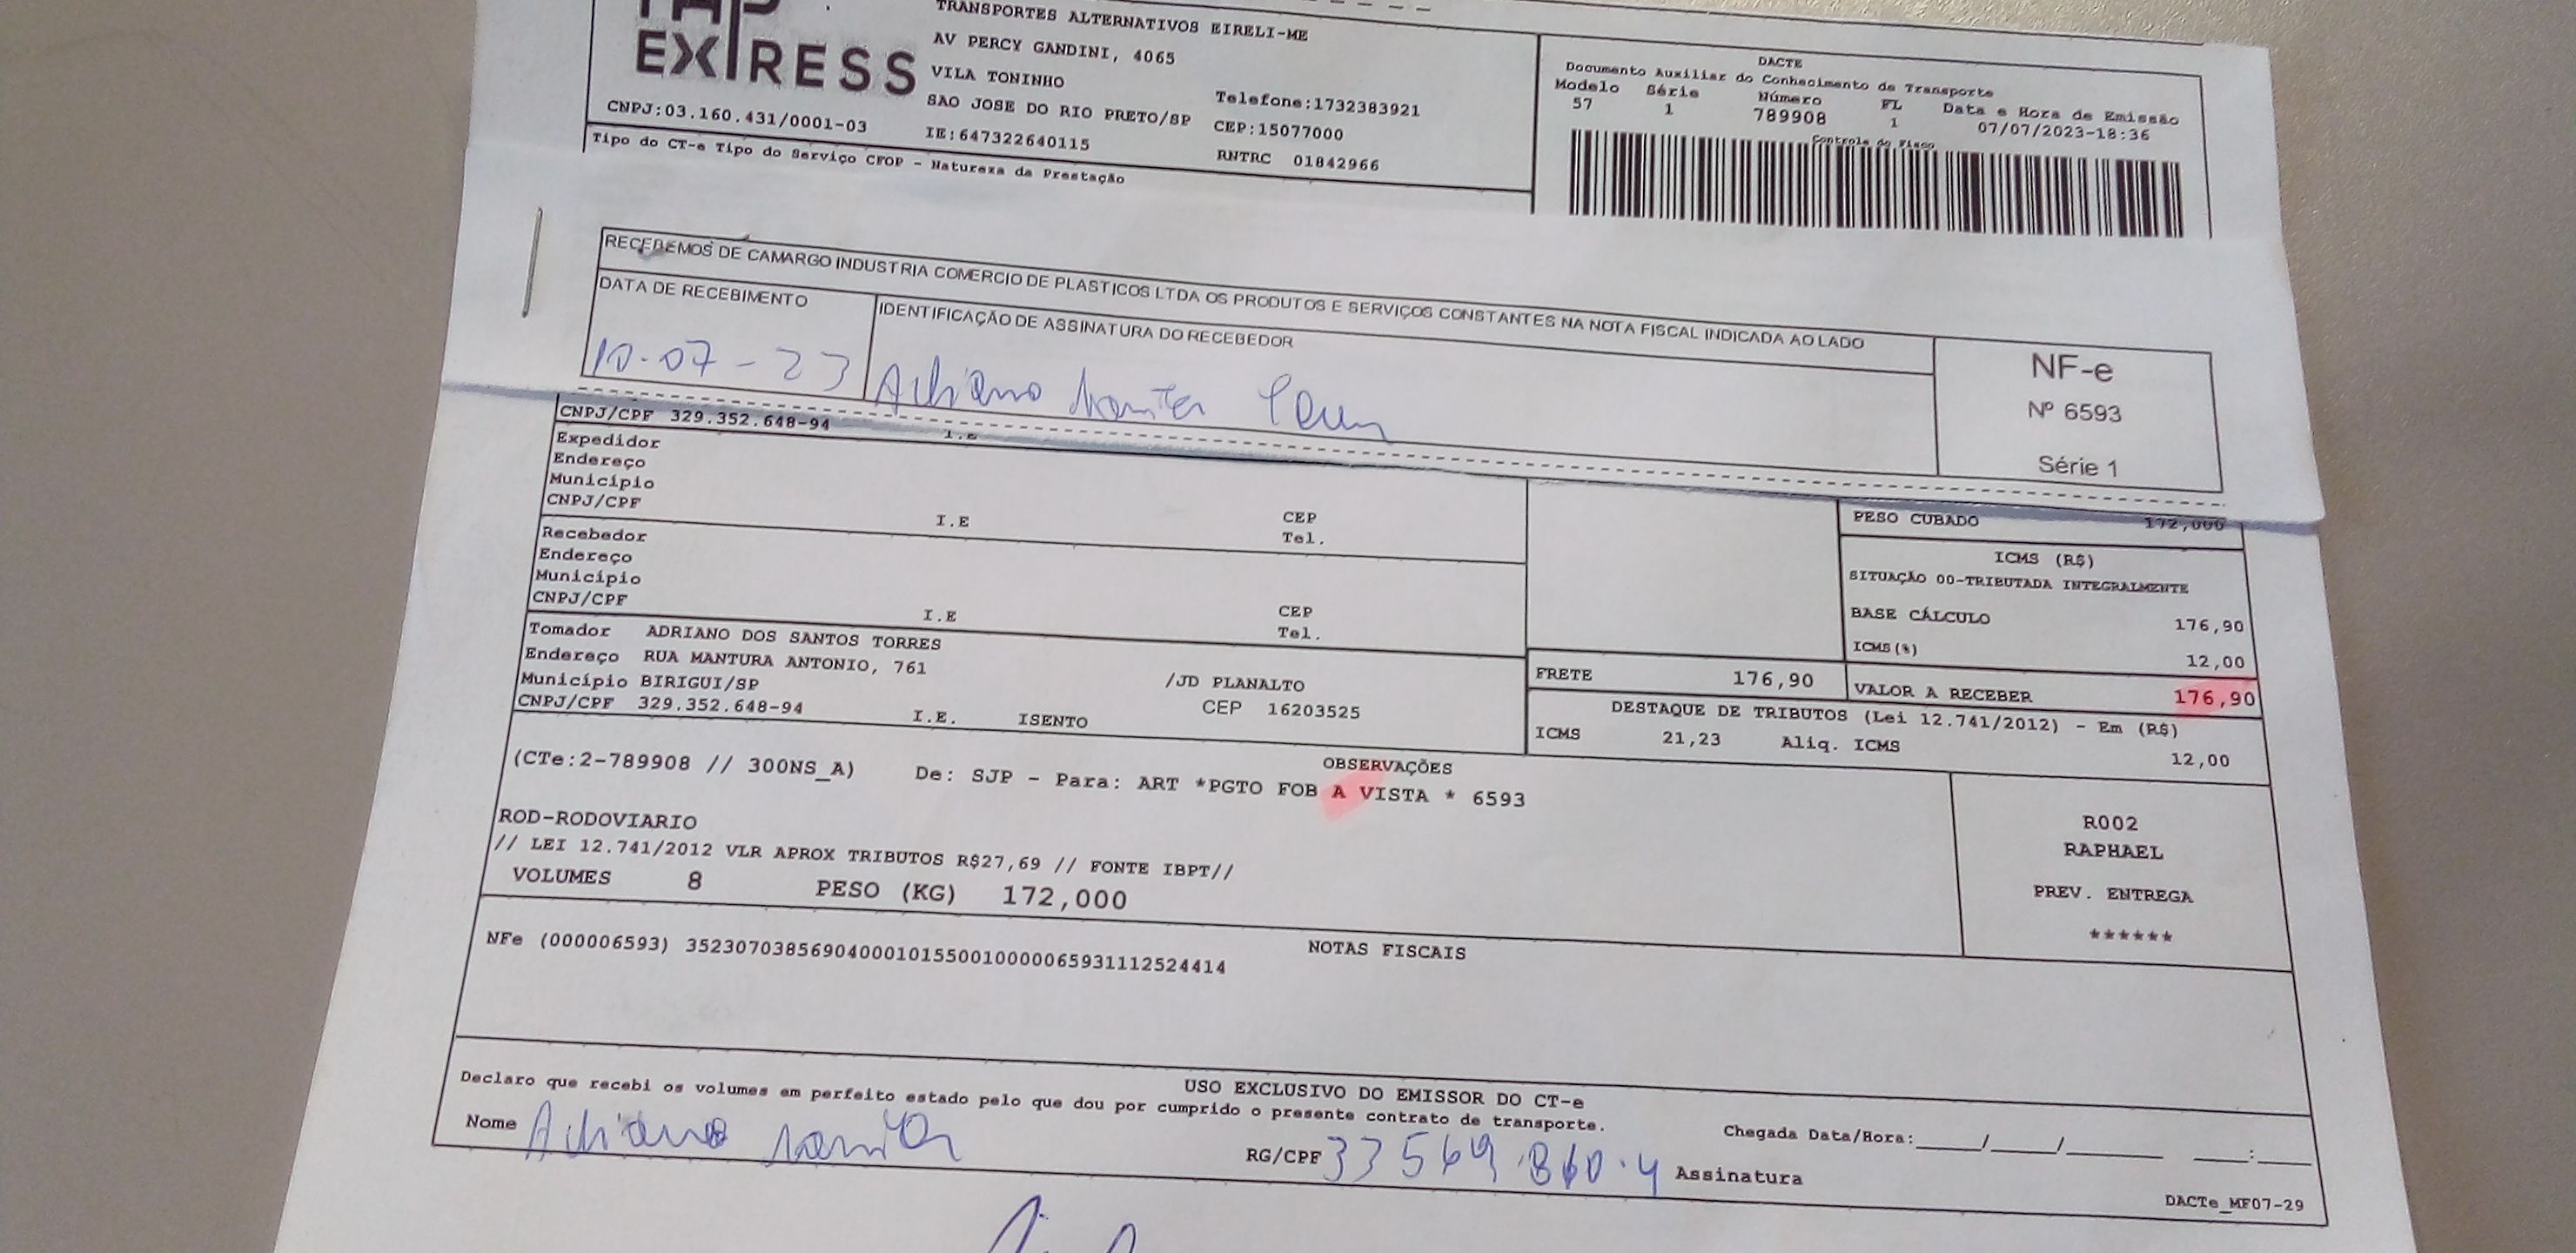 EXPRESS
TRANSPORTES ALTERNATIVOS EIRELI-ME
AV PERCY GANDINI, 4065
VILA TONINHO
SAO JOSE DO RIO PRETO/SP
Telefone:1732383921
CEP:15077000
CNPJ:03.160.431/0001-03
IE:647322640115
RNTRC 01842966
DACTE
Documento Auxiliar do Conhecimento de Transporte
Modelo Série Número FL Data e Hora de Emissão
57 1 789908 1 07/07/2023-18:36
Controle do Fisco
Tipo do CT-e Tipo do Serviço CFOP - Natureza da Prestação
RECEBEMOS DE CAMARGO INDUSTRIA COMERCIO DE PLASTICOS LTDA OS PRODUTOS E SERVIÇOS CONSTANTES NA NOTA FISCAL INDICADA AO LADO
DATA DE RECEBIMENTO
IDENTIFICAÇÃO DE ASSINATURA DO RECEBEDOR
10-07-23
Adriano
NF-e
Nº 6593
Série 1
CNPJ/CPF 329.352.648-94 I.E
Expedidor
Endereço
Município
CNPJ/CPF I.E CEP
Tel.
Recebedor
Endereço
Município
CNPJ/CPF I.E CEP
Tel.
Tomador ADRIANO DOS SANTOS TORRES
Endereço RUA MANTURA ANTONIO, 761 /JD PLANALTO
Município BIRIGUI/SP CEP 16203525
CNPJ/CPF 329.352.648-94 I.E. ISENTO
PESO CUBADO 172,000
ICMS (R$)
SITUAÇÃO 00-TRIBUTADA INTEGRALMENTE
BASE CÁLCULO 176,90
ICMS(%) 12,00
FRETE 176,90 VALOR A RECEBER 176,90
DESTAQUE DE TRIBUTOS (Lei 12.741/2012) - Em (R$)
ICMS 21,23 Aliq. ICMS 12,00
OBSERVAÇÕES
(CTe:2-789908 // 300NS_A) De: SJP - Para: ART *PGTO FOB A VISTA * 6593
ROD-RODOVIARIO
// LEI 12.741/2012 VLR APROX TRIBUTOS R$27,69 // FONTE IBPT//
VOLUMES 8 PESO (KG) 172,000
R002
RAPHAEL
PREV. ENTREGA
******
NOTAS FISCAIS
NFe (000006593) 35230703856904000101550010000065931112524414
USO EXCLUSIVO DO EMISSOR DO CT-e
Declaro que recebi os volumes em perfeito estado pelo que dou por cumprido o presente contrato de transporte.
Nome Adriano
RG/CPF 33569.860.4 Assinatura
Chegada Data/Hora:_____/_____/_______ ____:____
DACTe_MF07-29